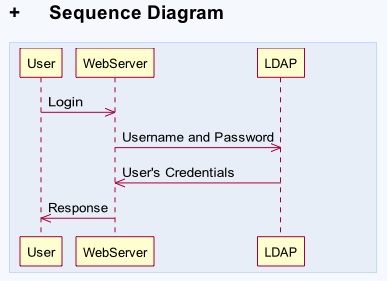 + Sequence Diagram
User WebServer LDAP
Login
Username and Password
User's Credentials
Response
User WebServer LDAP